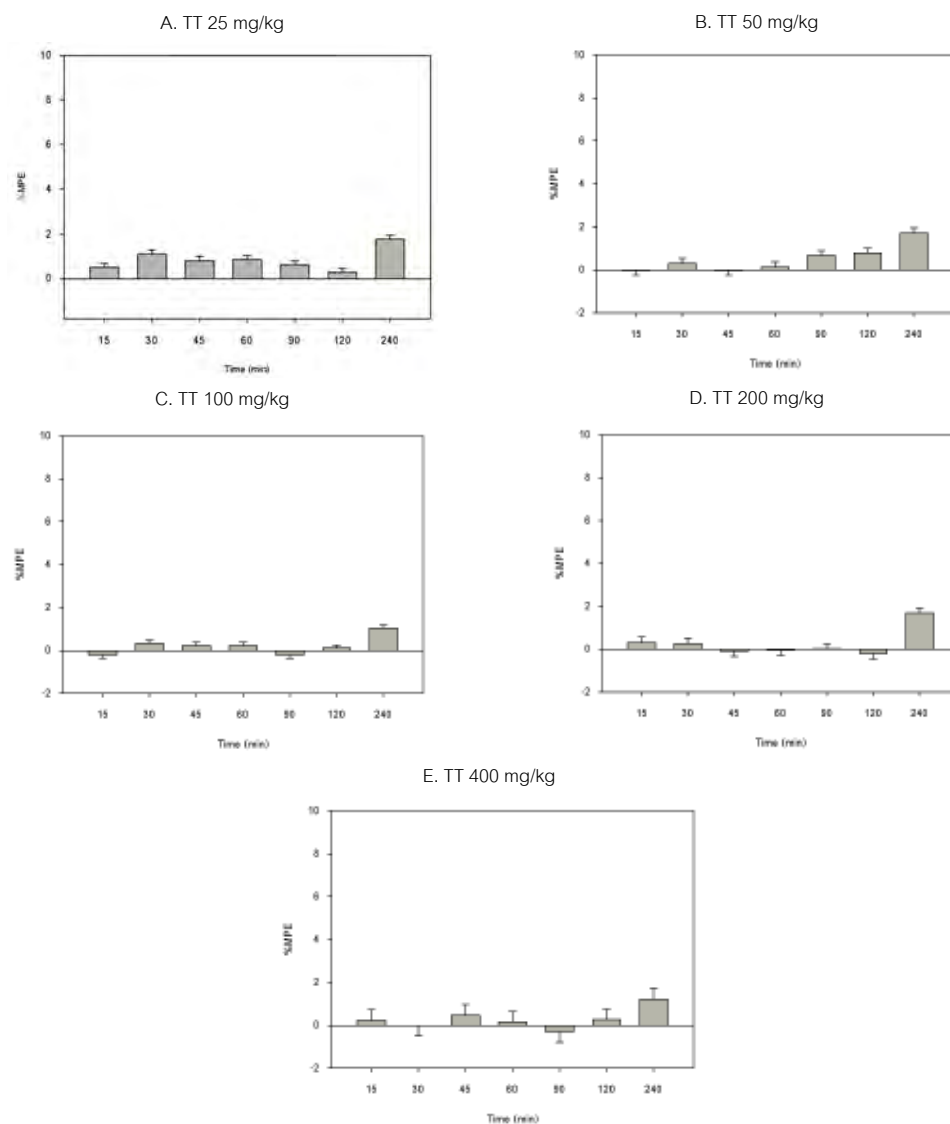 A. TT 25 mg/kg
10
8
6
4
2
0
%MPE
15 30 45 60 90 120 240
Time (min)
B. TT 50 mg/kg
10
8
6
4
2
0
-2
%MPE
15 30 45 60 90 120 240
Time (min)
C. TT 100 mg/kg
10
8
6
4
2
0
-2
%MPE
15 30 45 60 90 120 240
Time (min)
D. TT 200 mg/kg
10
8
6
4
2
0
-2
%MPE
15 30 45 60 90 120 240
Time (min)
E. TT 400 mg/kg
10
8
6
4
2
0
-2
%MPE
15 30 45 60 90 120 240
Time (min)